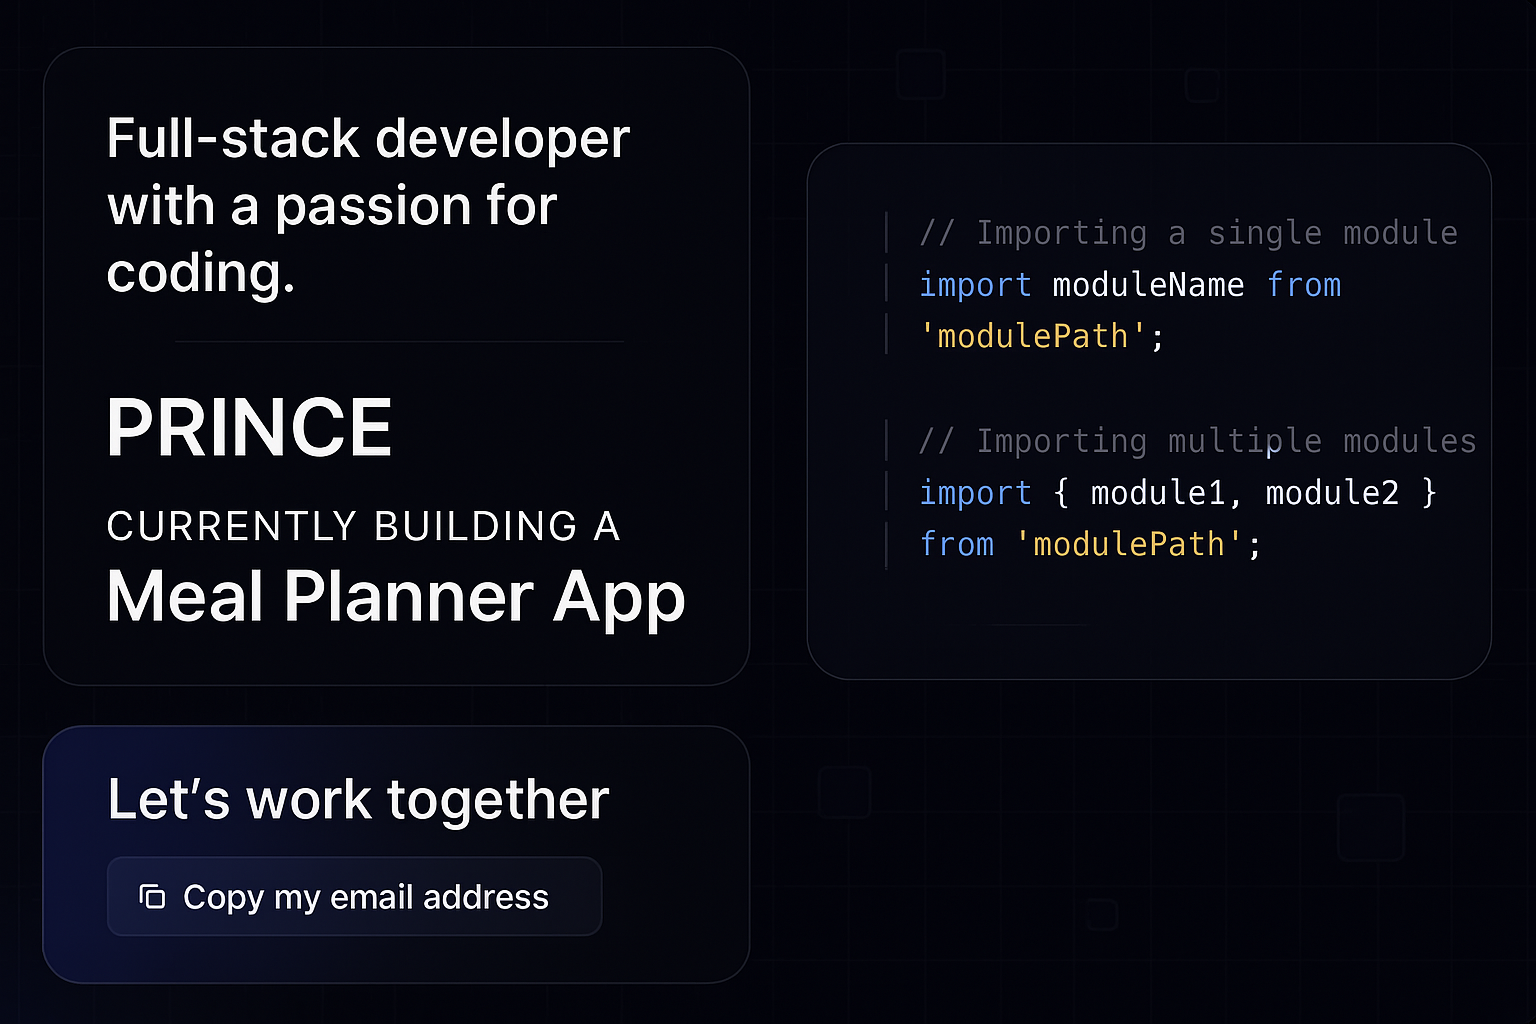 Full-stack developer
with a passion for
coding.
PRINCE
CURRENTLY BUILDING A
Meal Planner App
Let’s work together
Copy my email address
// Importing a single module
import moduleName from
'modulePath';
// Importing multiple modules
import { module1, module2 }
from 'modulePath';